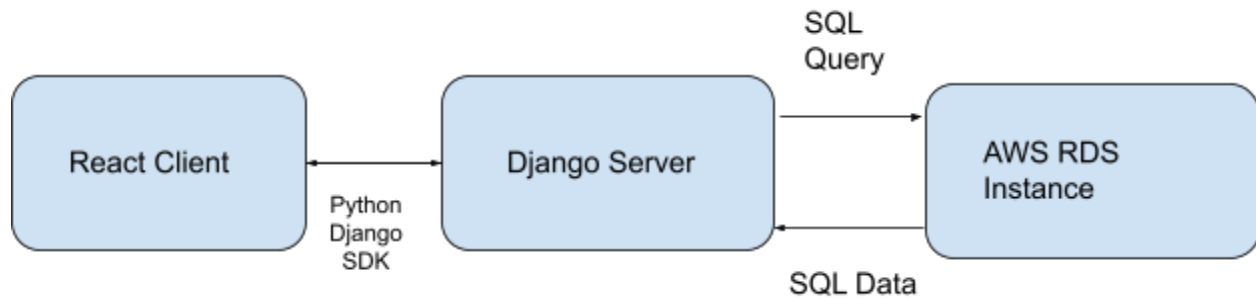 React Client
Python
Django
SDK
Django Server
SQL
Query
SQL Data
AWS RDS
Instance